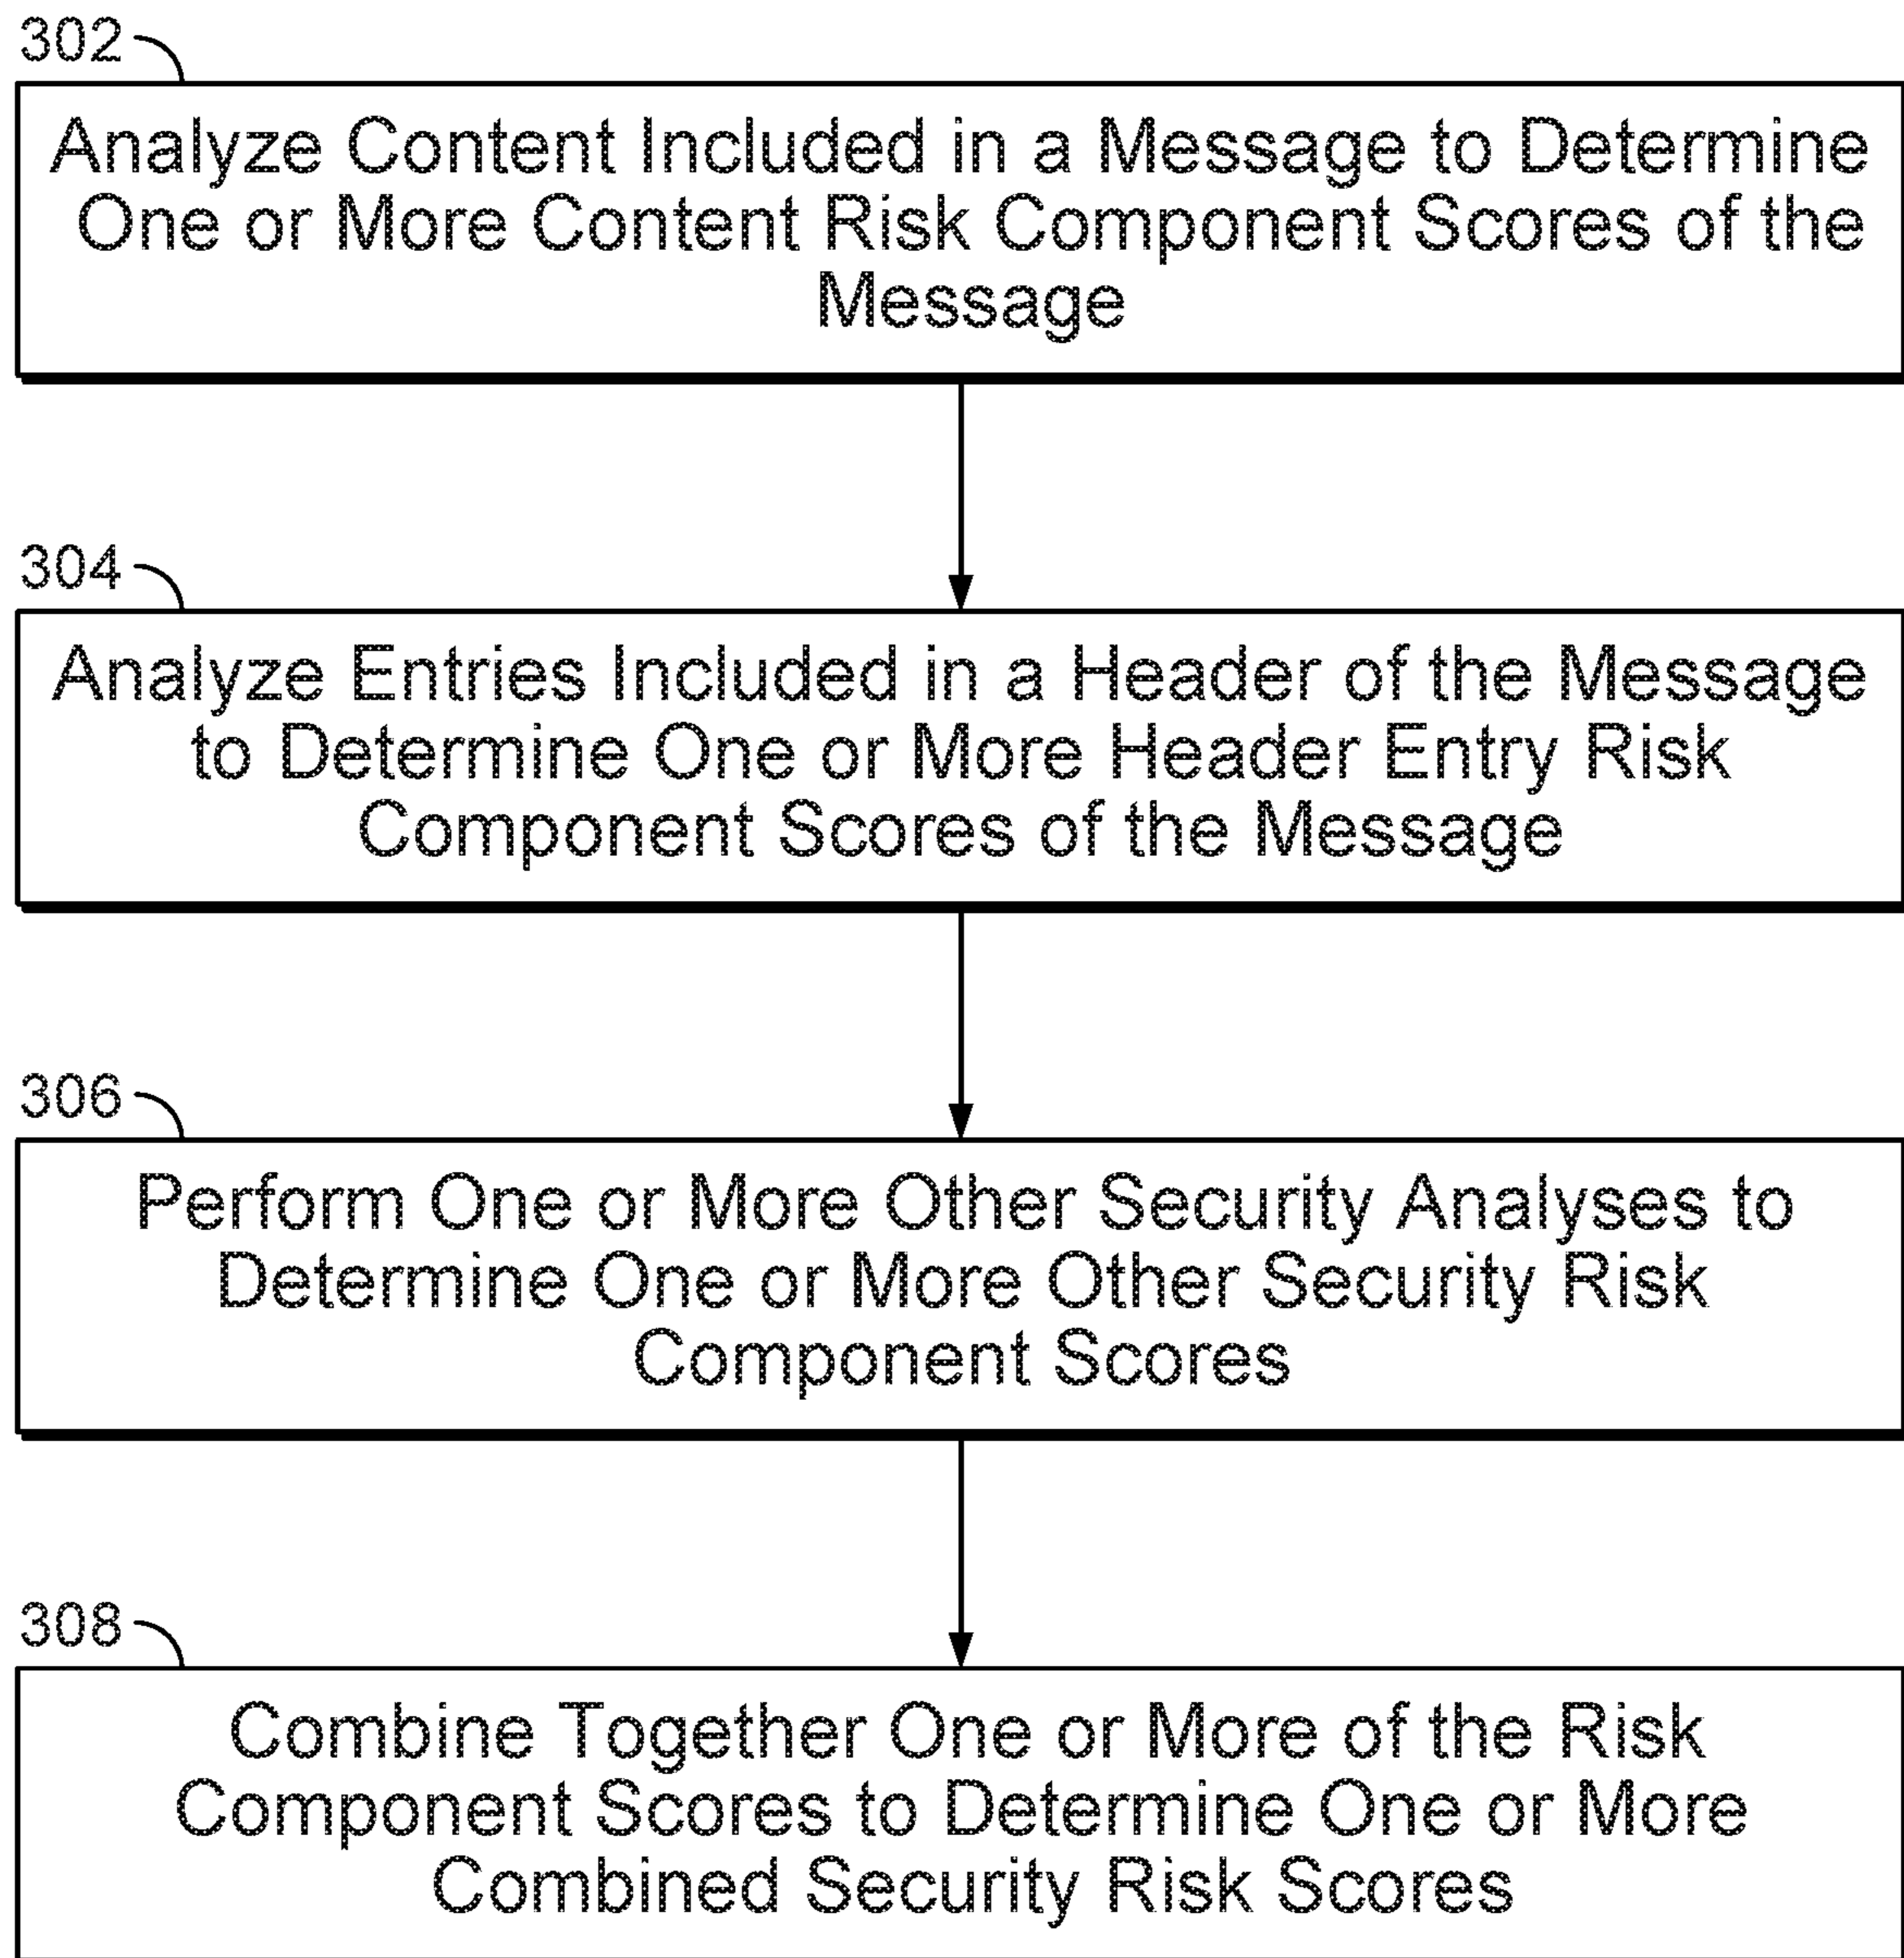 302
Analyze Content Included in a Message to Determine
One or More Content Risk Component Scores of the
Message
304
Analyze Entries Included in a Header of the Message
to Determine One or More Header Entry Risk
Component Scores of the Message
306
Perform One or More Other Security Analyses to
Determine One or More Other Security Risk
Component Scores
308
Combine Together One or More of the Risk
Component Scores to Determine One or More
Combined Security Risk Scores